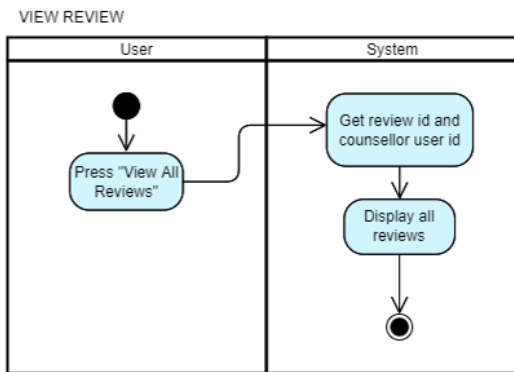 VIEW REVIEW
User
System
Press "View All
Reviews"
Get review id and
counsellor user id
Display all
reviews